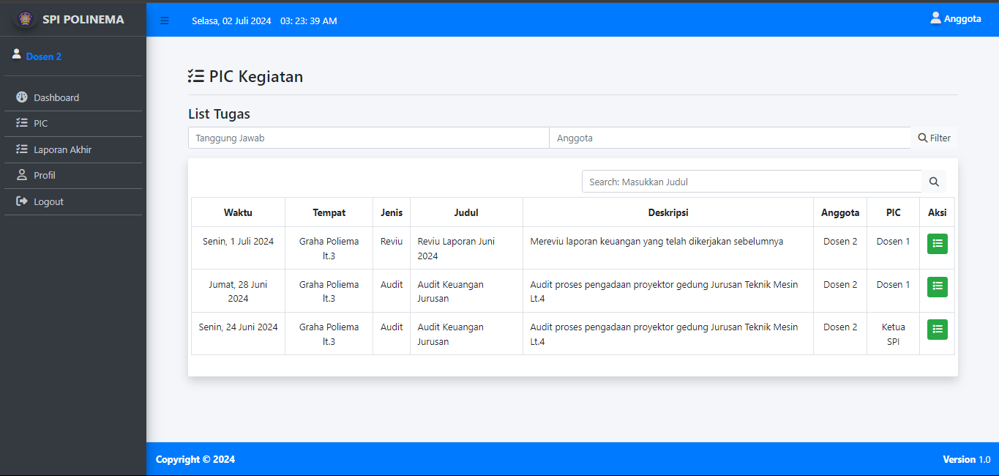 SPI POLINEMA
Selasa, 02 Juli 2024 03: 23: 39 AM
Anggota
Dosen 2
Dashboard
PIC
Laporan Akhir
Profil
Logout
PIC Kegiatan
List Tugas
Tanggung Jawab
Anggota
Filter
Search: Masukkan Judul
Waktu Tempat Jenis Judul Deskripsi Anggota PIC Aksi
Senin, 1 Juli 2024 Graha Poliema Reviu Reviu Laporan Juni Mereviu laporan keuangan yang telah dikerjakan sebelumnya Dosen 2 Dosen 1
lt.3 2024
Jumat, 28 Juni Graha Poliema Audit Audit Keuangan Audit proses pengadaan proyektor gedung Jurusan Teknik Mesin Dosen 2 Dosen 1
2024 lt.3 Jurusan Lt.4
Senin, 24 Juni 2024 Graha Poliema Audit Audit Keuangan Audit proses pengadaan proyektor gedung Jurusan Teknik Mesin Dosen 2 Ketua
lt.3 Jurusan Lt.4 SPI
Copyright © 2024
Version 1.0